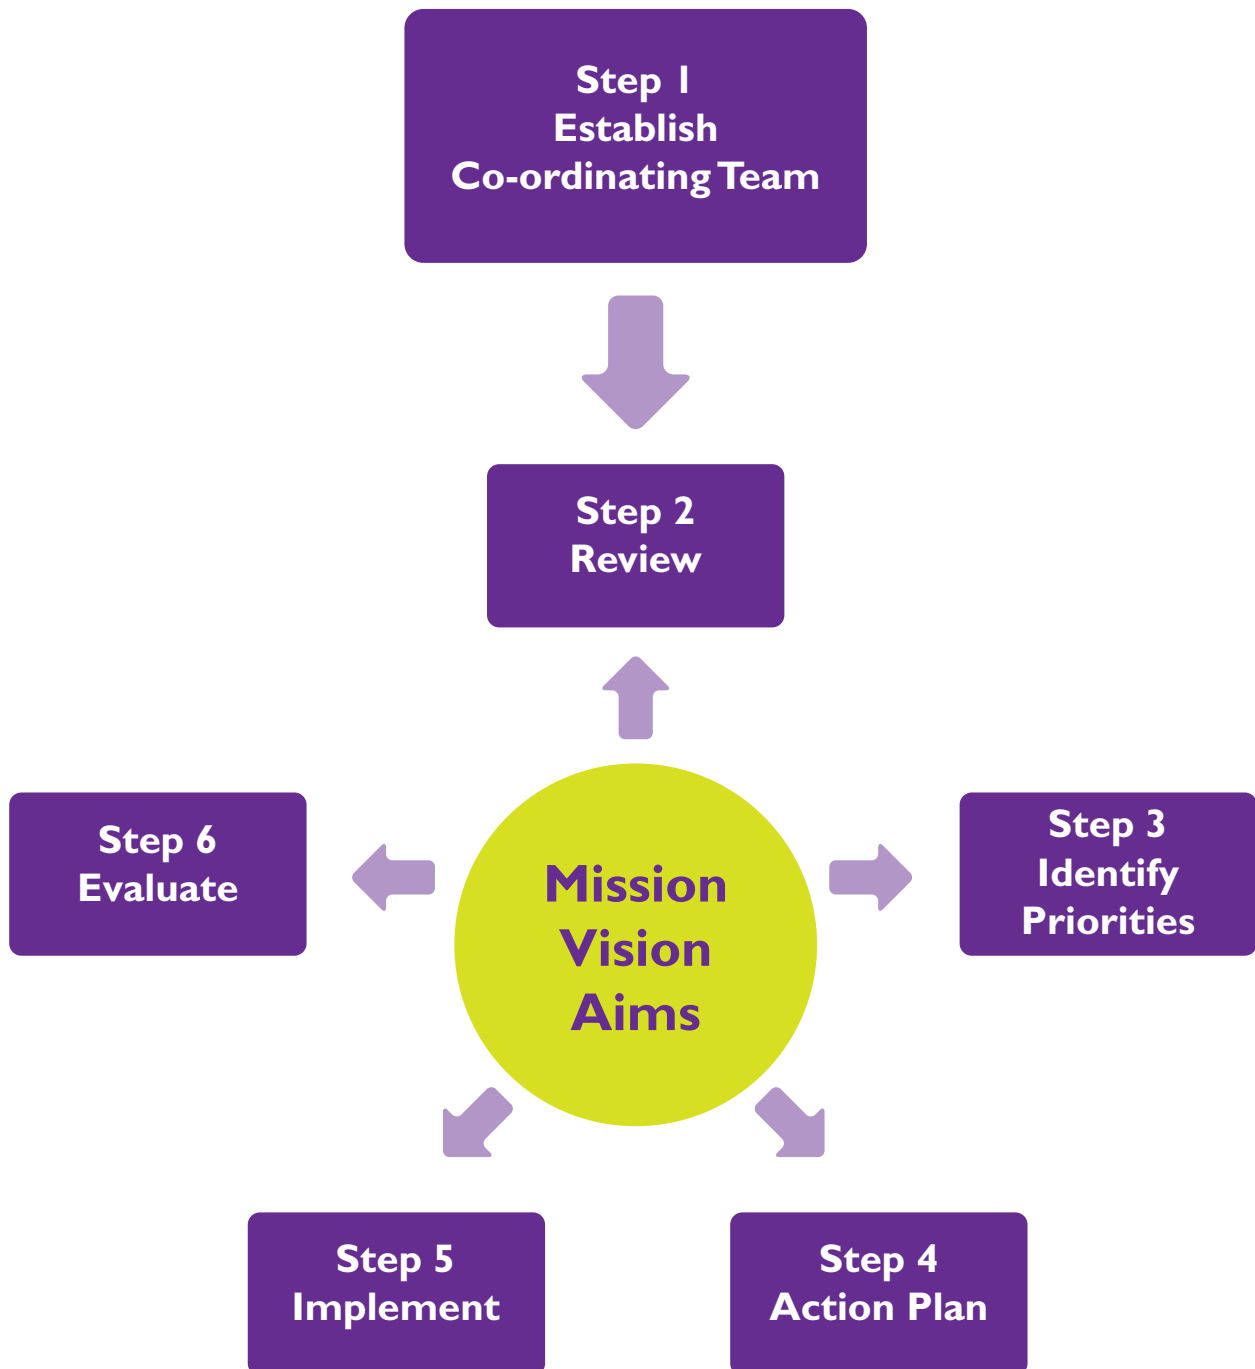 Step 1
Establish
Co-ordinating Team
Step 2
Review
Step 6
Evaluate
Mission
Vision
Aims
Step 3
Identify
Priorities
Step 5
Implement
Step 4
Action Plan